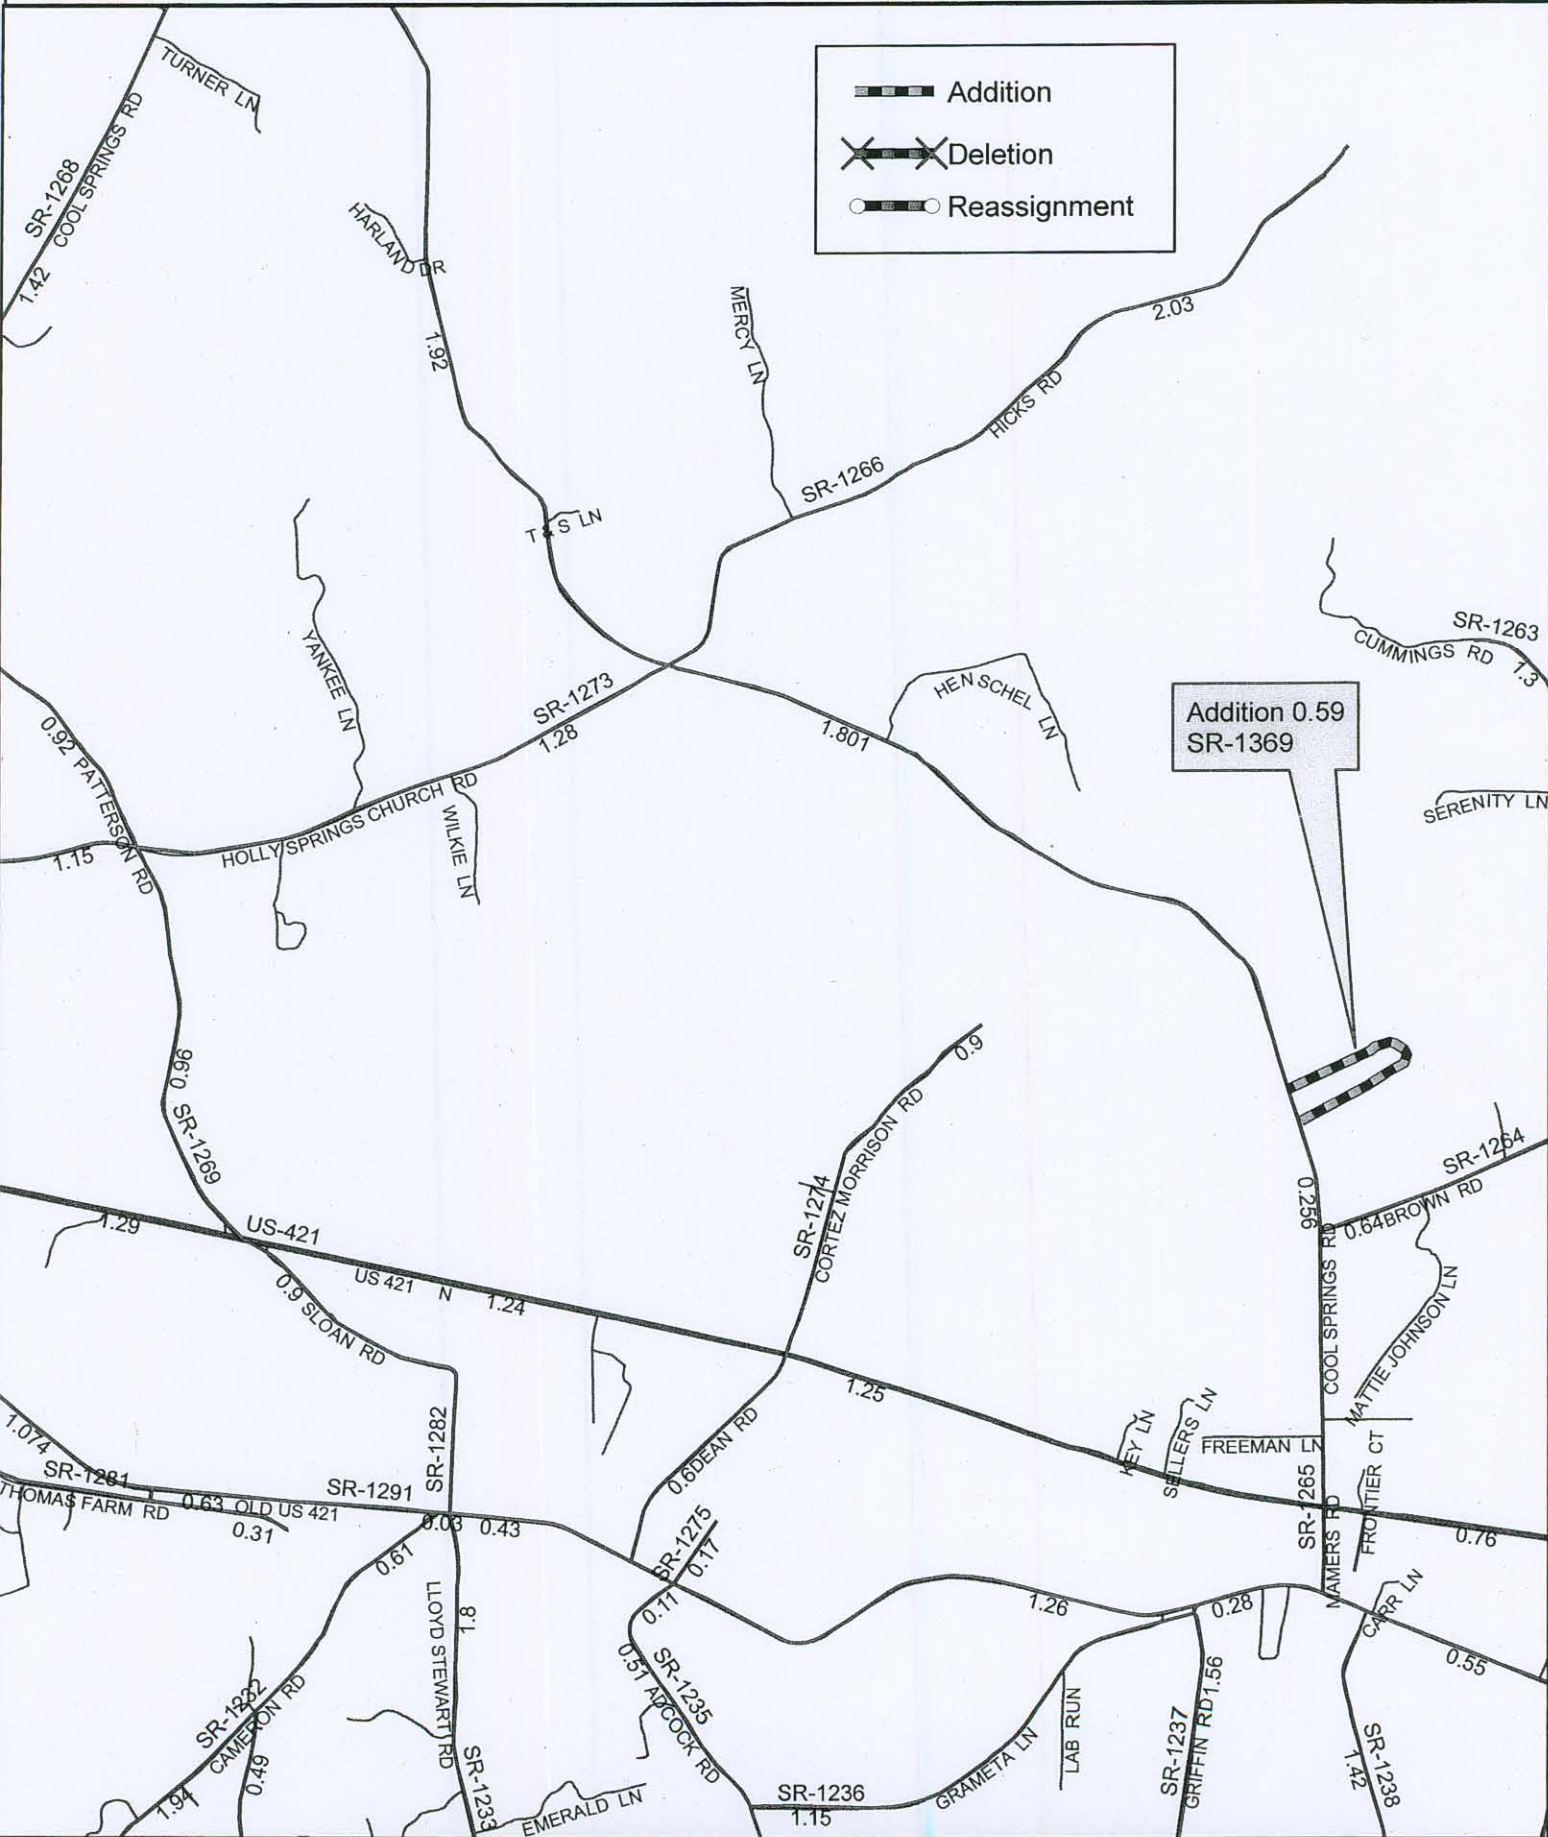 Addition
Deletion
Reassignment
TURNER LN
SR-1268
COOL SPRINGS RD
1.42
HARLAND DR
1.92
MERCY LN
2.03
HICKS RD
SR-1266
T & S LN
YANKEE LN
SR-1273
1.28
HENSCHEL LN
1.801
SR-1263
CUMMINGS RD
1.3
Addition 0.59
SR-1369
SERENITY LN
0.92
PATTERSON RD
1.15
HOLLY SPRINGS CHURCH RD
WILKIE LN
0.96
SR-1269
0.9
CORTEZ MORRISON RD
SR-1274
SR-1264
0.64
BROWN RD
0.256
COOL SPRINGS RD
MATTIE JOHNSON LN
1.29
US-421
US 421 N
1.24
0.9
SLOAN RD
1.25
KEY LN
SELLERS LN
FREEMAN LN
FRONTIER CT
SR-1265
MAMERS RD
0.76
1.074
SR-1281
THOMAS FARM RD
SR-1291
0.63
OLD US 421
0.31
SR-1282
0.03
0.43
0.6
DEAN RD
SR-1275
0.17
0.11
0.61
LLOYD STEWART RD
1.8
1.26
0.28
CARR LN
0.55
0.51
ADCOCK RD
SR-1235
SR-1232
CAMERON RD
0.49
1.94
SR-1233
EMERALD LN
SR-1236
1.15
GRAMETA LN
LAB RUN
SR-1237
GRIFFIN RD
1.56
SR-1238
1.42